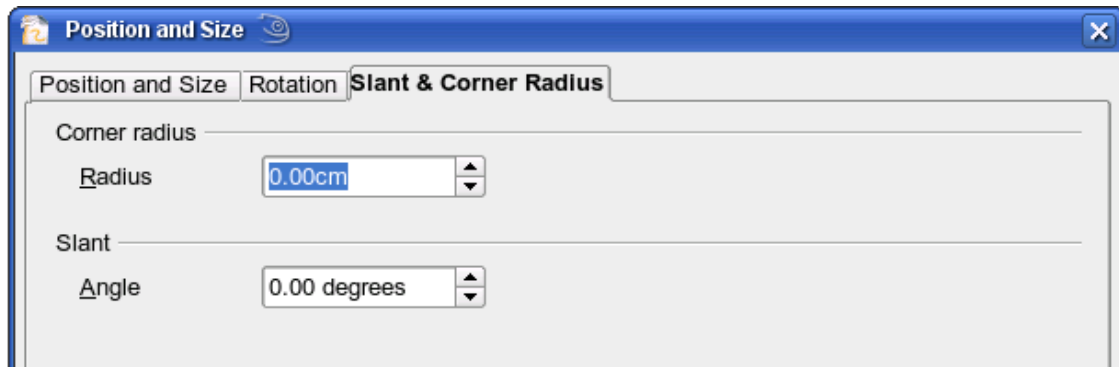 Position and Size
Position and Size Rotation Slant & Corner Radius
Corner radius
Radius 0.00cm
Slant
Angle 0.00 degrees